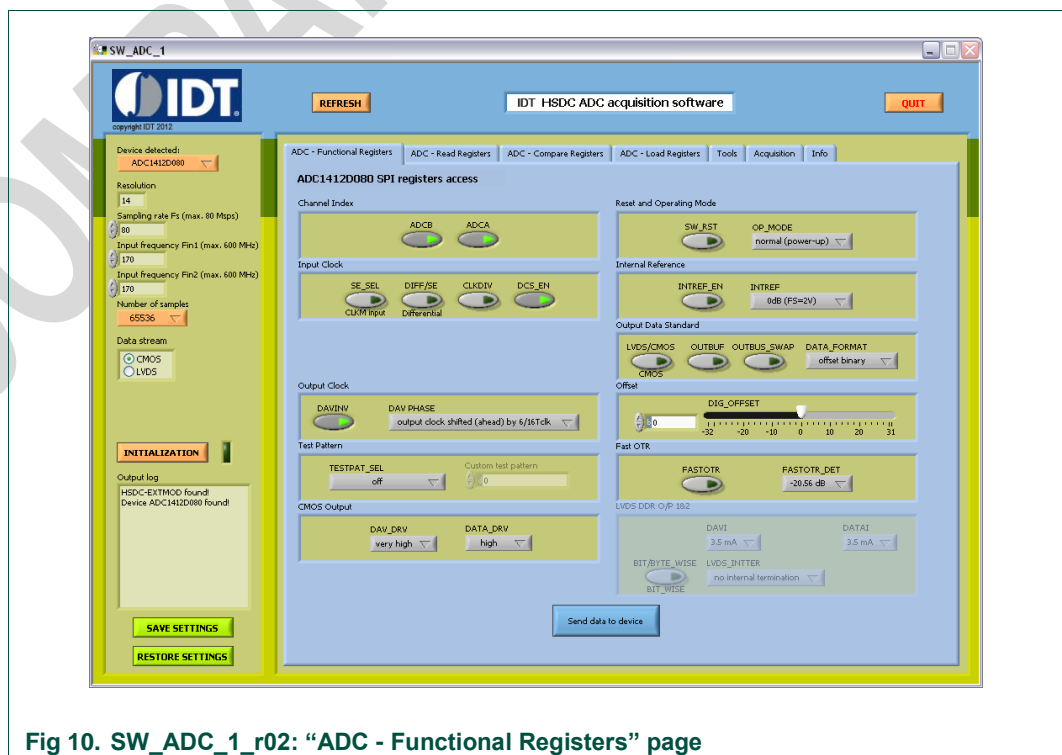 SW_ADC_1
IDT
copyright IDT 2012
REFRESH
IDT HSDC ADC acquisition software
QUIT
Device detected:
ADC1412D080
Resolution
14
Sampling rate Fs (max. 80 Msps)
80
Input frequency Fin1 (max. 600 MHz)
170
Input frequency Fin2 (max. 600 MHz)
170
Number of samples
65536
Data stream
CMOS
LVDS
INITIALIZATION
Output log
HSDC-EXTMOD found!
Device ADC1412D080 found!
SAVE SETTINGS
RESTORE SETTINGS
ADC - Functional Registers ADC - Read Registers ADC - Compare Registers ADC - Load Registers Tools Acquisition Info
ADC1412D080 SPI registers access
Channel Index
ADCB ADCA
Input Clock
SE_SEL DIFF/SE CLKDIV DCS_EN
CLKM input Differential
Output Clock
DAVINV DAV PHASE
output clock shifted (ahead) by 6/16Tclk
Test Pattern
TESTPAT_SEL Custom test pattern
off 0
CMOS Output
DAV_DRV DATA_DRV
very high high
Reset and Operating Mode
SW_RST OP_MODE
normal (power-up)
Internal Reference
INTREF_EN INTREF
0dB (FS=2V)
Output Data Standard
LVDS/CMOS OUTBUF OUTBUS_SWAP DATA_FORMAT
offset binary
CMOS
Offset
DIG_OFFSET
0
-32 -20 -10 0 10 20 31
Fast OTR
FASTOTR FASTOTR_DET
-20.56 dB
LVDS DDR O/P 1&2
DAVI DATAI
3.5 mA 3.5 mA
BIT/BYTE_WISE LVDS_INTTER
no internal termination
BIT_WISE
Send data to device
Fig 10. SW_ADC_1_r02: “ADC - Functional Registers” page